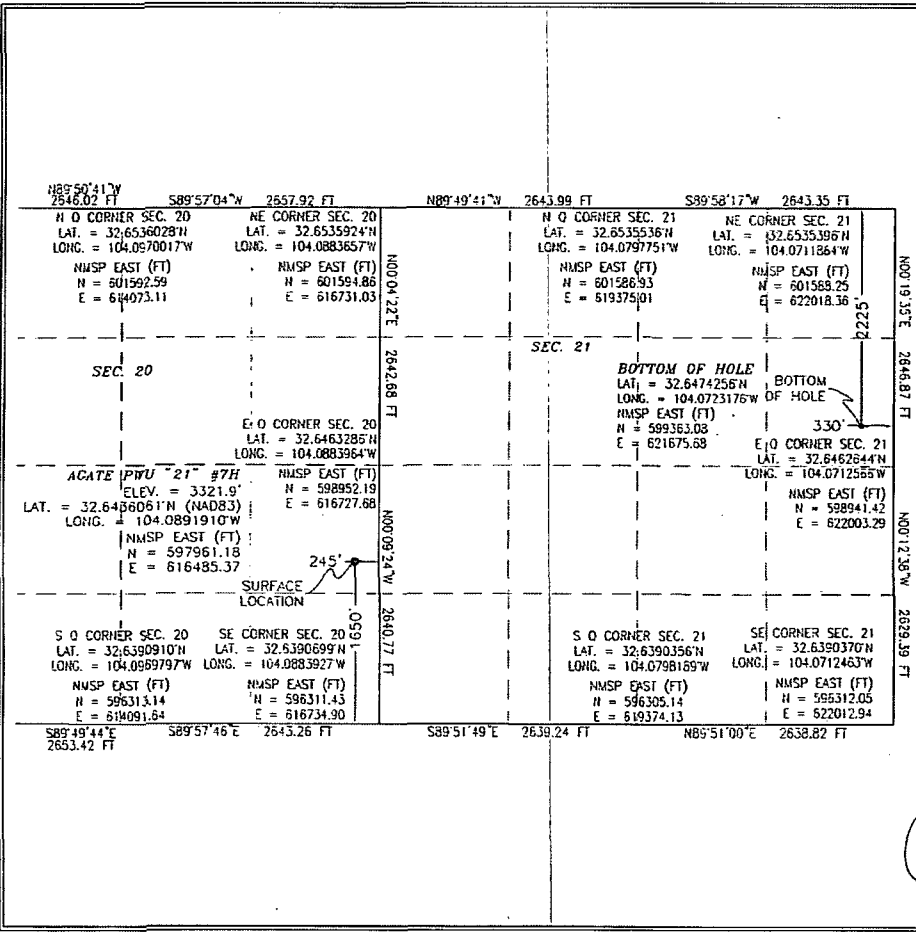 N89°50'41"W
2646.02 FT
S89°57'04"W 2657.92 FT
N89°49'41"W 2643.99 FT
S89°58'17"W 2643.35 FT
N Q CORNER SEC. 20
LAT. = 32.6536028°N
LONG. = 104.0970017°W
NMSP EAST (FT)
N = 601592.59
E = 614073.11
NE CORNER SEC. 20
LAT. = 32.6535924°N
LONG. = 104.0883657°W
NMSP EAST (FT)
N = 601594.86
E = 616731.03
N00°04'22"E 2642.68 FT
N Q CORNER SEC. 21
LAT. = 32.6535536°N
LONG. = 104.0797751°W
NMSP EAST (FT)
N = 601586.93
E = 619375.01
NE CORNER SEC. 21
LAT. = 32.6535396°N
LONG. = 104.0711864°W
NMSP EAST (FT)
N = 601588.25
E = 622018.36
2225'
N00°19'35"E 2646.87 FT
SEC. 20
SEC. 21
BOTTOM OF HOLE
LAT. = 32.6474256°N
LONG. = 104.0723176°W
NMSP EAST (FT)
N = 599363.03
E = 621675.68
BOTTOM
OF HOLE
330'
E Q CORNER SEC. 20
LAT. = 32.6463286°N
LONG. = 104.0883964°W
NMSP EAST (FT)
N = 598952.19
E = 616727.68
E Q CORNER SEC. 21
LAT. = 32.6462644°N
LONG. = 104.0712565°W
NMSP EAST (FT)
N = 598941.42
E = 622003.29
AGATE PWU "21" #7H
ELEV. = 3321.9'
LAT. = 32.6436061°N (NAD83)
LONG. = 104.0891910°W
NMSP EAST (FT)
N = 597961.18
E = 616485.37
N00°09'24"W 2640.77 FT
N00°12'38"W 2629.59 FT
245'
SURFACE
LOCATION
1650'
S Q CORNER SEC. 20
LAT. = 32.6390910°N
LONG. = 104.0969797°W
NMSP EAST (FT)
N = 596313.14
E = 614091.64
SE CORNER SEC. 20
LAT. = 32.6390699°N
LONG. = 104.0883927°W
NMSP EAST (FT)
N = 596311.43
E = 616734.90
S Q CORNER SEC. 21
LAT. = 32.6390356°N
LONG. = 104.0798169°W
NMSP EAST (FT)
N = 596305.14
E = 619374.13
SE CORNER SEC. 21
LAT. = 32.6390370°N
LONG. = 104.0712463°W
NMSP EAST (FT)
N = 596312.05
E = 622012.94
S89°49'44"E
2653.42 FT
S89°57'46"E 2643.26 FT
S89°51'49"E 2639.24 FT
N89°51'00"E 2638.82 FT